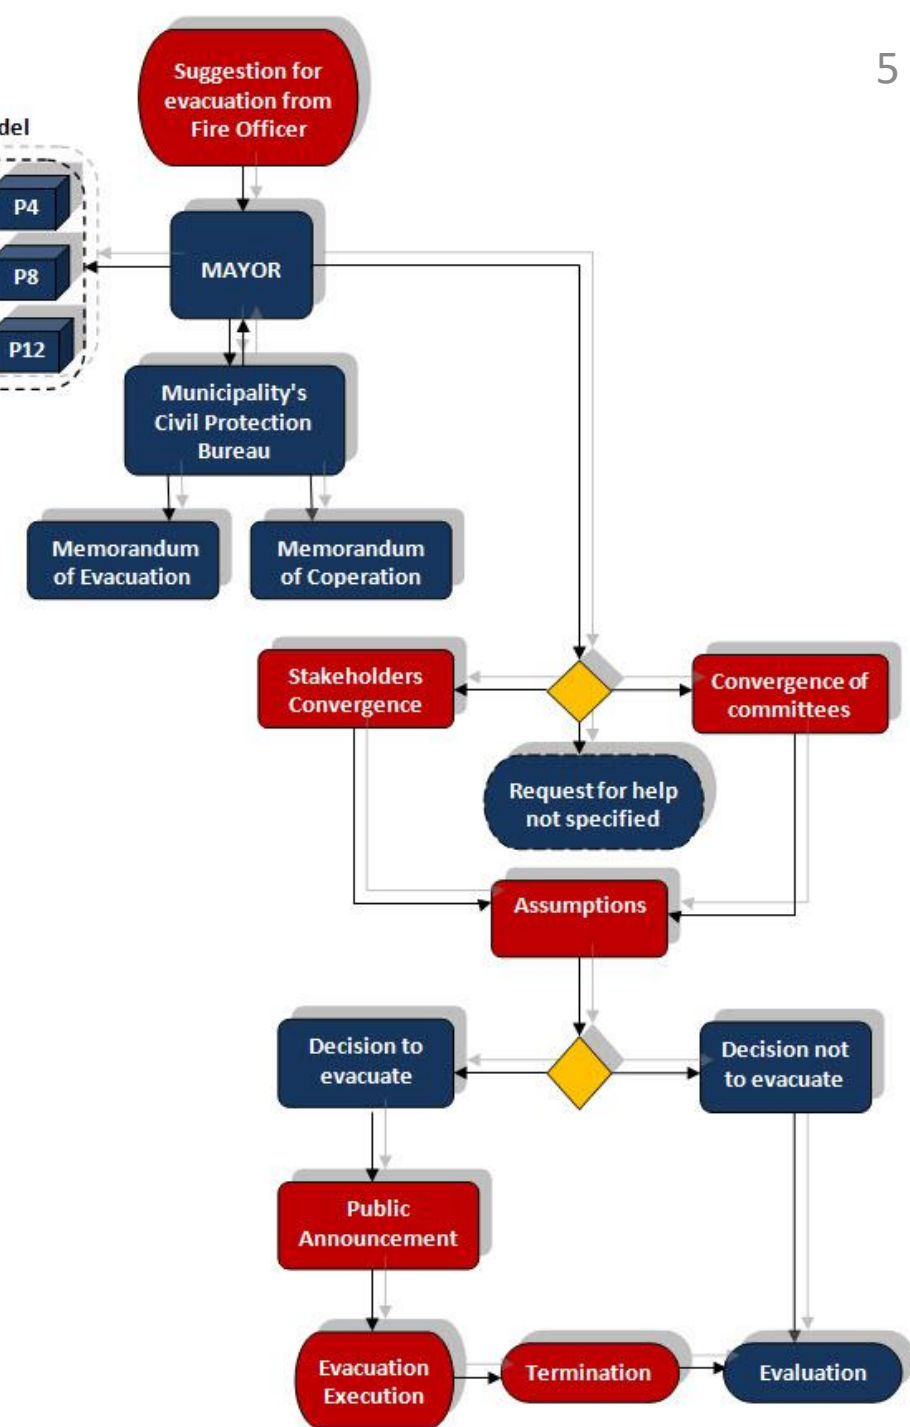 5
Suggestion for
evacuation from
Fire Officer
del
P4
P8
P12
MAYOR
Municipality's
Civil Protection
Bureau
Memorandum
of Evacuation
Memorandum
of Coperation
Stakeholders
Convergence
Convergence of
committees
Request for help
not specified
Assumptions
Decision to
evacuate
Decision not
to evacuate
Public
Announcement
Evacuation
Execution
Termination
Evaluation